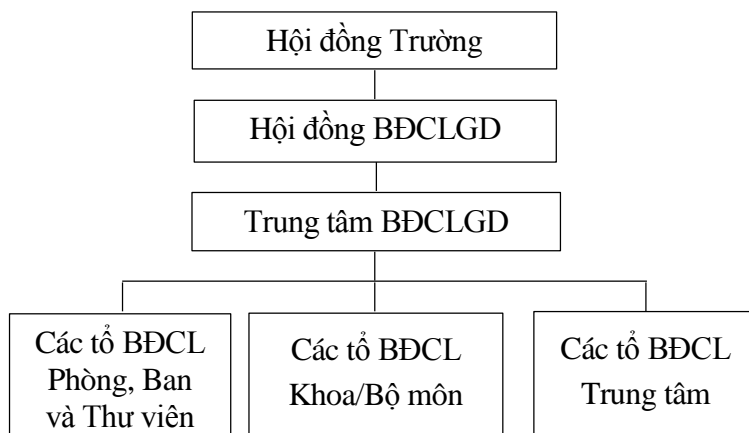 Hội đồng Trường
Hội đồng BĐCLGD
Trung tâm BĐCLGD
Các tổ BĐCL
Phòng, Ban
và Thư viện
Các tổ BĐCL
Khoa/Bộ môn
Các tổ BĐCL
Trung tâm